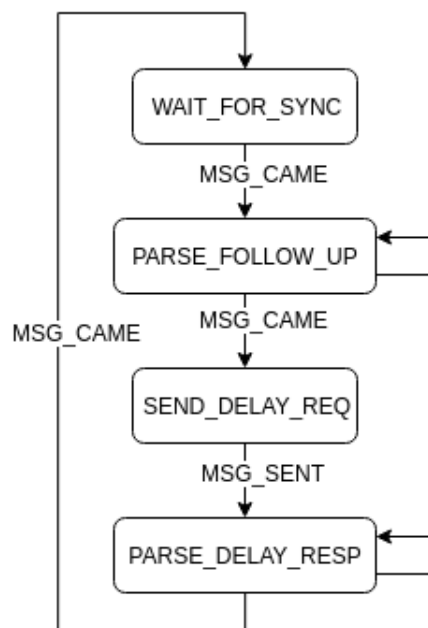 WAIT_FOR_SYNC
MSG_CAME
PARSE_FOLLOW_UP
MSG_CAME
MSG_CAME
SEND_DELAY_REQ
MSG_SENT
PARSE_DELAY_RESP